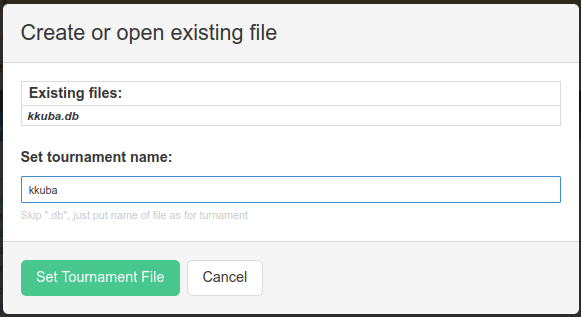 Create or open existing file
Existing files:
kkuba.db
Set tournament name:
kkuba
Skip ".db", just put name of file as for turnament
Set Tournament File
Cancel